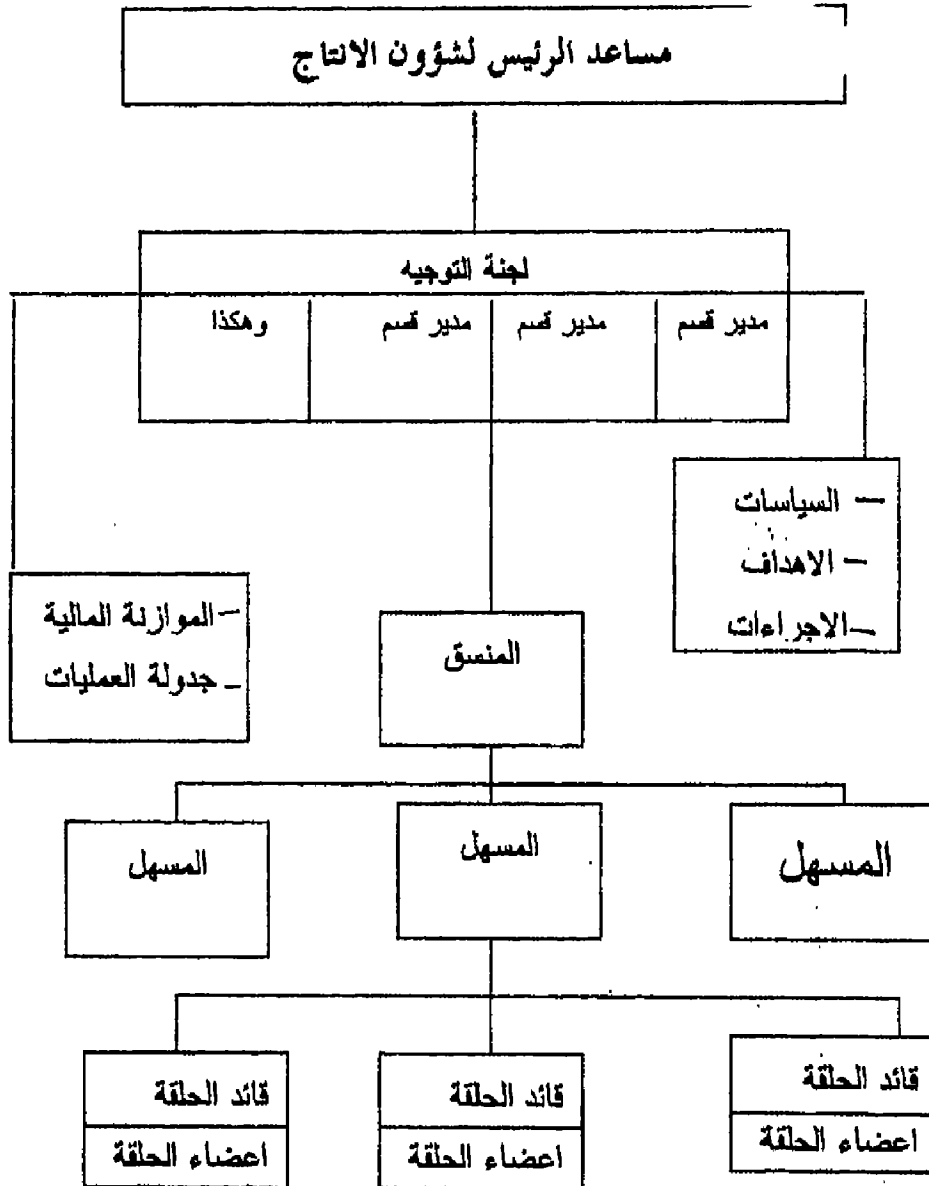 مساعد الرئيس لشؤون الانتاج
لجنة التوجيه
مدير قسم
مدير قسم
مدير قسم
وهكذا
— السياسات
— الاهداف
— الاجراءات
– الموازنة المالية
– جدولة العمليات
المنسق
المسهل
المسهل
المسهل
قائد الحلقة
اعضاء الحلقة
قائد الحلقة
اعضاء الحلقة
قائد الحلقة
اعضاء الحلقة